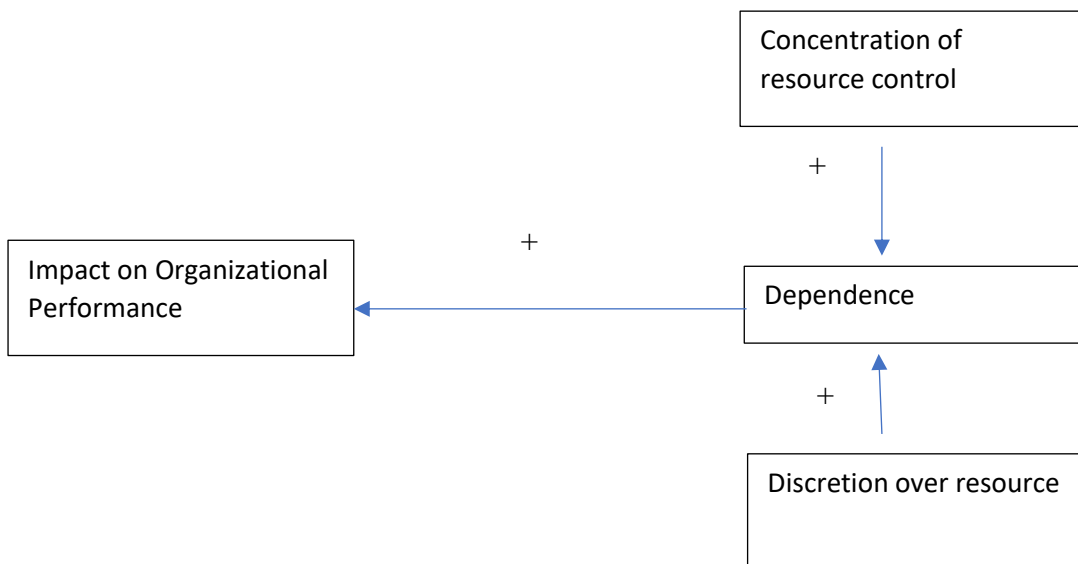 Concentration of
resource control
+
+
Impact on Organizational
Performance
Dependence
+
Discretion over resource